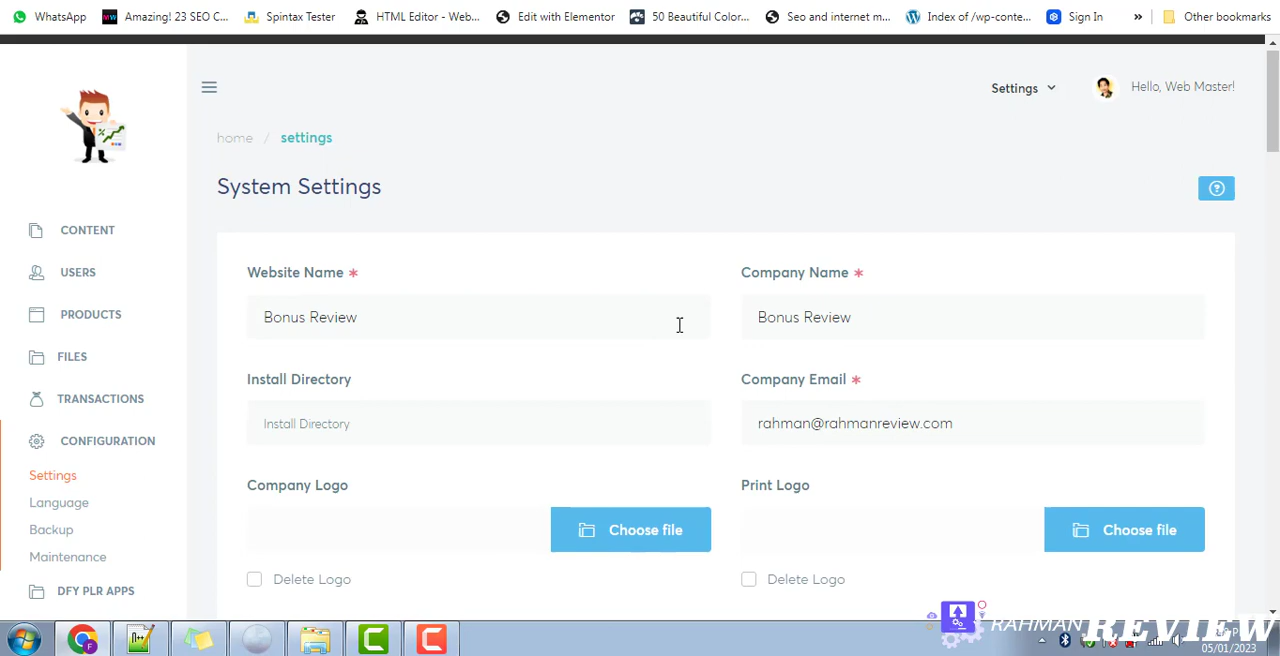 WhatsApp Amazing! 23 SEO C... Spintax Tester HTML Editor - Web... Edit with Elementor 50 Beautiful Color... Seo and internet m... Index of /wp-conte... Sign In » Other bookmarks
Settings Hello, Web Master!
home / settings
System Settings
CONTENT
USERS
PRODUCTS
FILES
TRANSACTIONS
CONFIGURATION
Settings
Language
Backup
Maintenance
DFY PLR APPS
Website Name * Company Name *
Bonus Review Bonus Review
Install Directory Company Email *
Install Directory rahman@rahmanreview.com
Company Logo Print Logo
Choose file Choose file
Delete Logo Delete Logo
RAHMAN REVIEW
05/01/2023